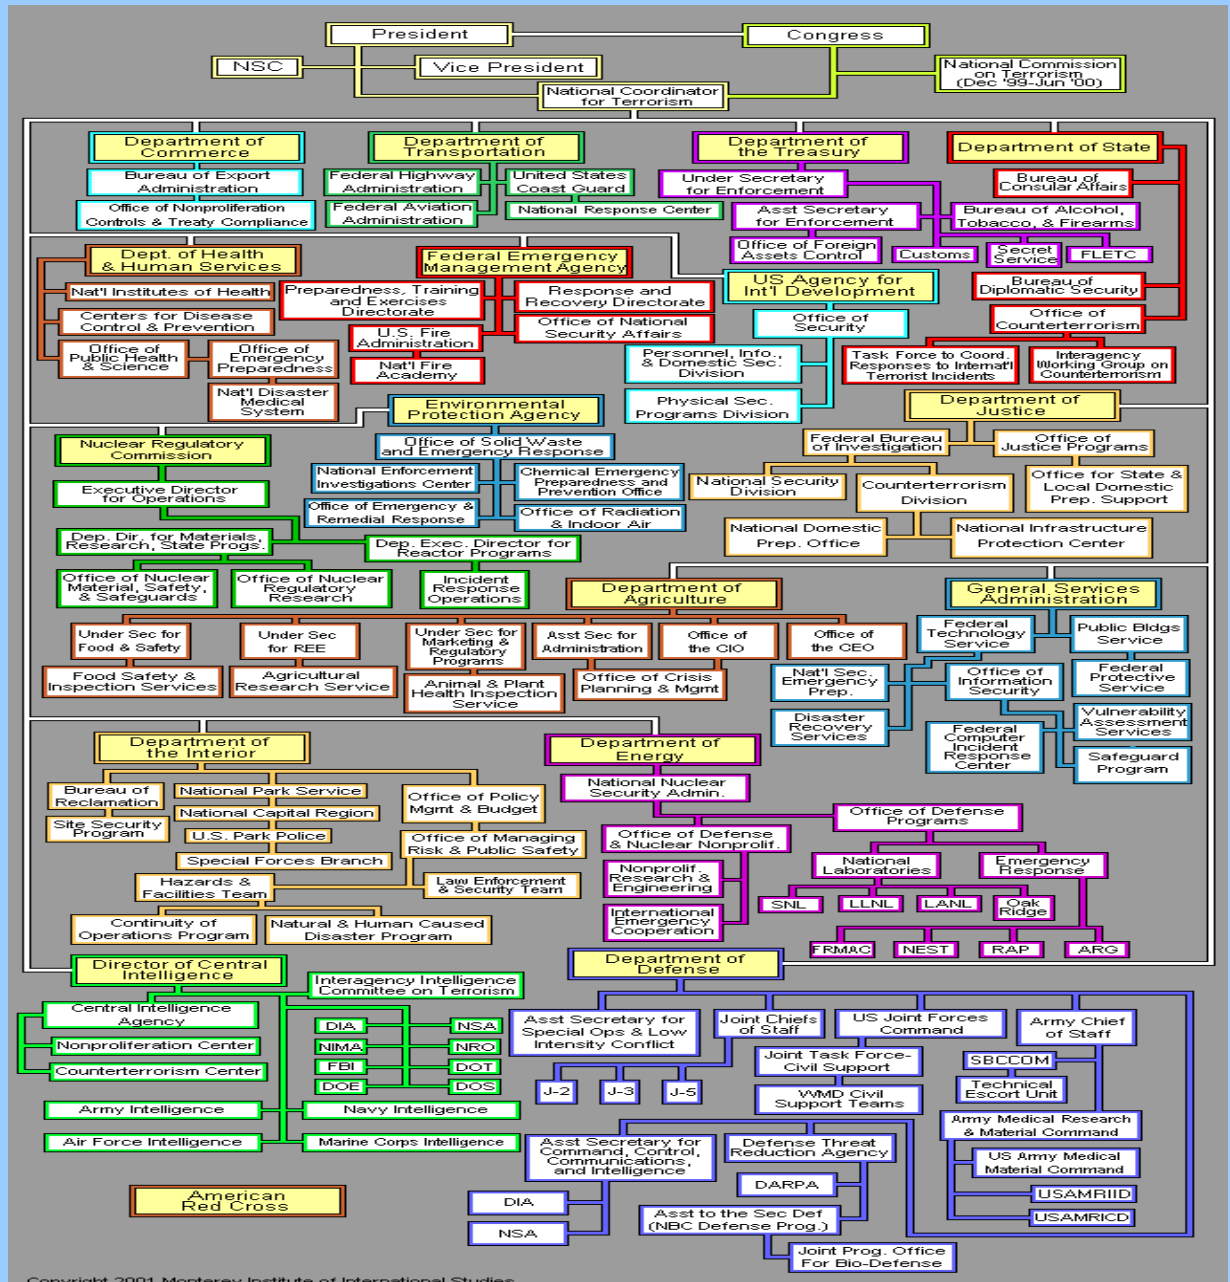 President
Congress
NSC
Vice President
National Commission
on Terrorism
(Dec '99-Jun '00)
National Coordinator
for Terrorism
Department of
Commerce
Department of
Transportation
Department of
the Treasury
Department of State
Bureau of Export
Administration
Office of Nonproliferation
Controls & Treaty Compliance
Federal Highway
Administration
United States
Coast Guard
Federal Aviation
Administration
National Response Center
Under Secretary
for Enforcement
Asst Secretary
for Enforcement
Bureau of Alcohol,
Tobacco, & Firearms
Office of Foreign
Assets Control
Customs
Secret
Service
FLETC
Bureau of
Consular Affairs
Bureau of
Diplomatic Security
Office of
Counterterrorism
Task Force to Coord.
Responses to Internat'l
Terrorist Incidents
Interagency
Working Group on
Counterterrorism
Dept. of Health
& Human Services
Nat'l Institutes of Health
Centers for Disease
Control & Prevention
Office of
Public Health
& Science
Office of
Emergency
Preparedness
Nat'l Disaster
Medical
System
Federal Emergency
Management Agency
Preparedness, Training
and Exercises
Directorate
Response and
Recovery Directorate
U.S. Fire
Administration
Office of National
Security Affairs
Nat'l Fire
Academy
US Agency for
Int'l Development
Office of
Security
Personnel, Info.,
& Domestic Sec.
Division
Physical Sec.
Programs Division
Environmental
Protection Agency
Office of Solid Waste
and Emergency Response
National Enforcement
Investigations Center
Chemical Emergency
Preparedness and
Prevention Office
Office of Emergency &
Remedial Response
Office of Radiation
& Indoor Air
Department of
Justice
Federal Bureau
of Investigation
Office of
Justice Programs
National Security
Division
Counterterrorism
Division
Office for State &
Local Domestic
Prep. Support
National Domestic
Prep. Office
National Infrastructure
Protection Center
Nuclear Regulatory
Commission
Executive Director
for Operations
Dep. Dir. for Materials,
Research, State Progs.
Dep. Exec. Director for
Reactor Programs
Office of Nuclear
Material, Safety,
& Safeguards
Office of Nuclear
Regulatory
Research
Incident
Response
Operations
Department of
Agriculture
Under Sec for
Food & Safety
Under Sec
for REE
Under Sec for
Marketing &
Regulatory
Programs
Asst Sec for
Administration
Office of
the CIO
Office of
the CEO
Food Safety &
Inspection Services
Agricultural
Research Service
Animal & Plant
Health Inspection
Service
Office of Crisis
Planning & Mgmt
General Services
Administration
Federal
Technology
Service
Public Bldgs
Service
Nat'l Sec.
Emergency
Prep.
Office of
Information
Security
Federal
Protective
Service
Disaster
Recovery
Services
Federal
Computer
Incident
Response
Center
Vulnerability
Assessment
Services
Safeguard
Program
Department of
the Interior
Bureau of
Reclamation
Site Security
Program
National Park Service
National Capital Region
U.S. Park Police
Special Forces Branch
Office of Policy
Mgmt & Budget
Office of Managing
Risk & Public Safety
Hazards &
Facilities Team
Law Enforcement
& Security Team
Continuity of
Operations Program
Natural & Human Caused
Disaster Program
Department of
Energy
National Nuclear
Security Admin.
Office of Defense
& Nuclear Nonprolif.
Office of Defense
Programs
Nonprolif.
Research &
Engineering
International
Emergency
Cooperation
National
Laboratories
Emergency
Response
SNL
LLNL
LANL
Oak
Ridge
FRMAC
NEST
RAP
ARG
Director of Central
Intelligence
Interagency Intelligence
Committee on Terrorism
Central Intelligence
Agency
Nonproliferation Center
Counterterrorism Center
DIA
NSA
NIMA
NRO
FBI
DOT
DOE
DOS
Army Intelligence
Navy Intelligence
Air Force Intelligence
Marine Corps Intelligence
American
Red Cross
Department of
Defense
Asst Secretary for
Special Ops & Low
Intensity Conflict
Joint Chiefs
of Staff
US Joint Forces
Command
Army Chief
of Staff
J-2
J-3
J-5
Joint Task Force-
Civil Support
WMD Civil
Support Teams
SBCCOM
Technical
Escort Unit
Army Medical Research
& Material Command
US Army Medical
Material Command
USAMRIID
USAMRICD
Asst Secretary for
Command, Control,
Communications,
and Intelligence
DIA
NSA
Defense Threat
Reduction Agency
DARPA
Asst to the Sec Def
(NBC Defense Prog.)
Joint Prog. Office
For Bio-Defense
Copyright 2001 Monterey Institute of International Studies